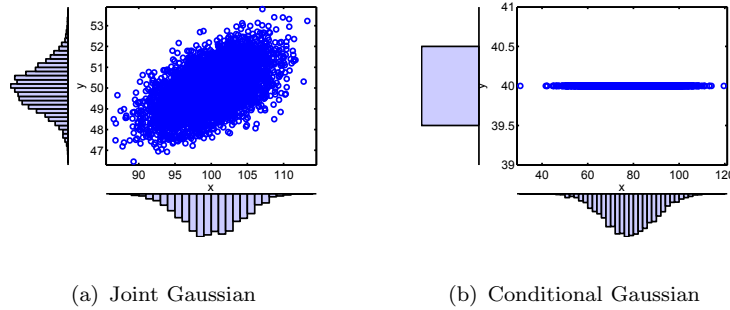 53
52
51
50
49
48
47
y
90 95 100 105 110
x
(a) Joint Gaussian
41
40.5
40
39.5
39
y
40 60 80 100 120
x
(b) Conditional Gaussian